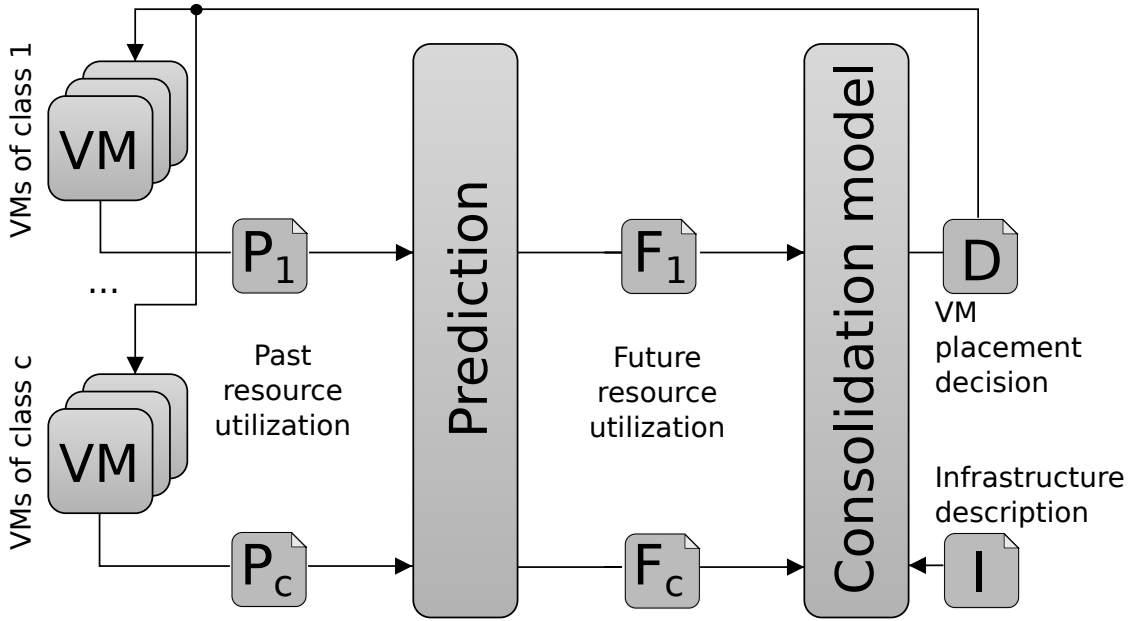 VMs of class 1
VM
P1
Prediction
F1
Consolidation model
D
VM
placement
decision
...
Past
resource
utilization
Future
resource
utilization
VMs of class c
VM
Pc
Fc
Infrastructure
description
I